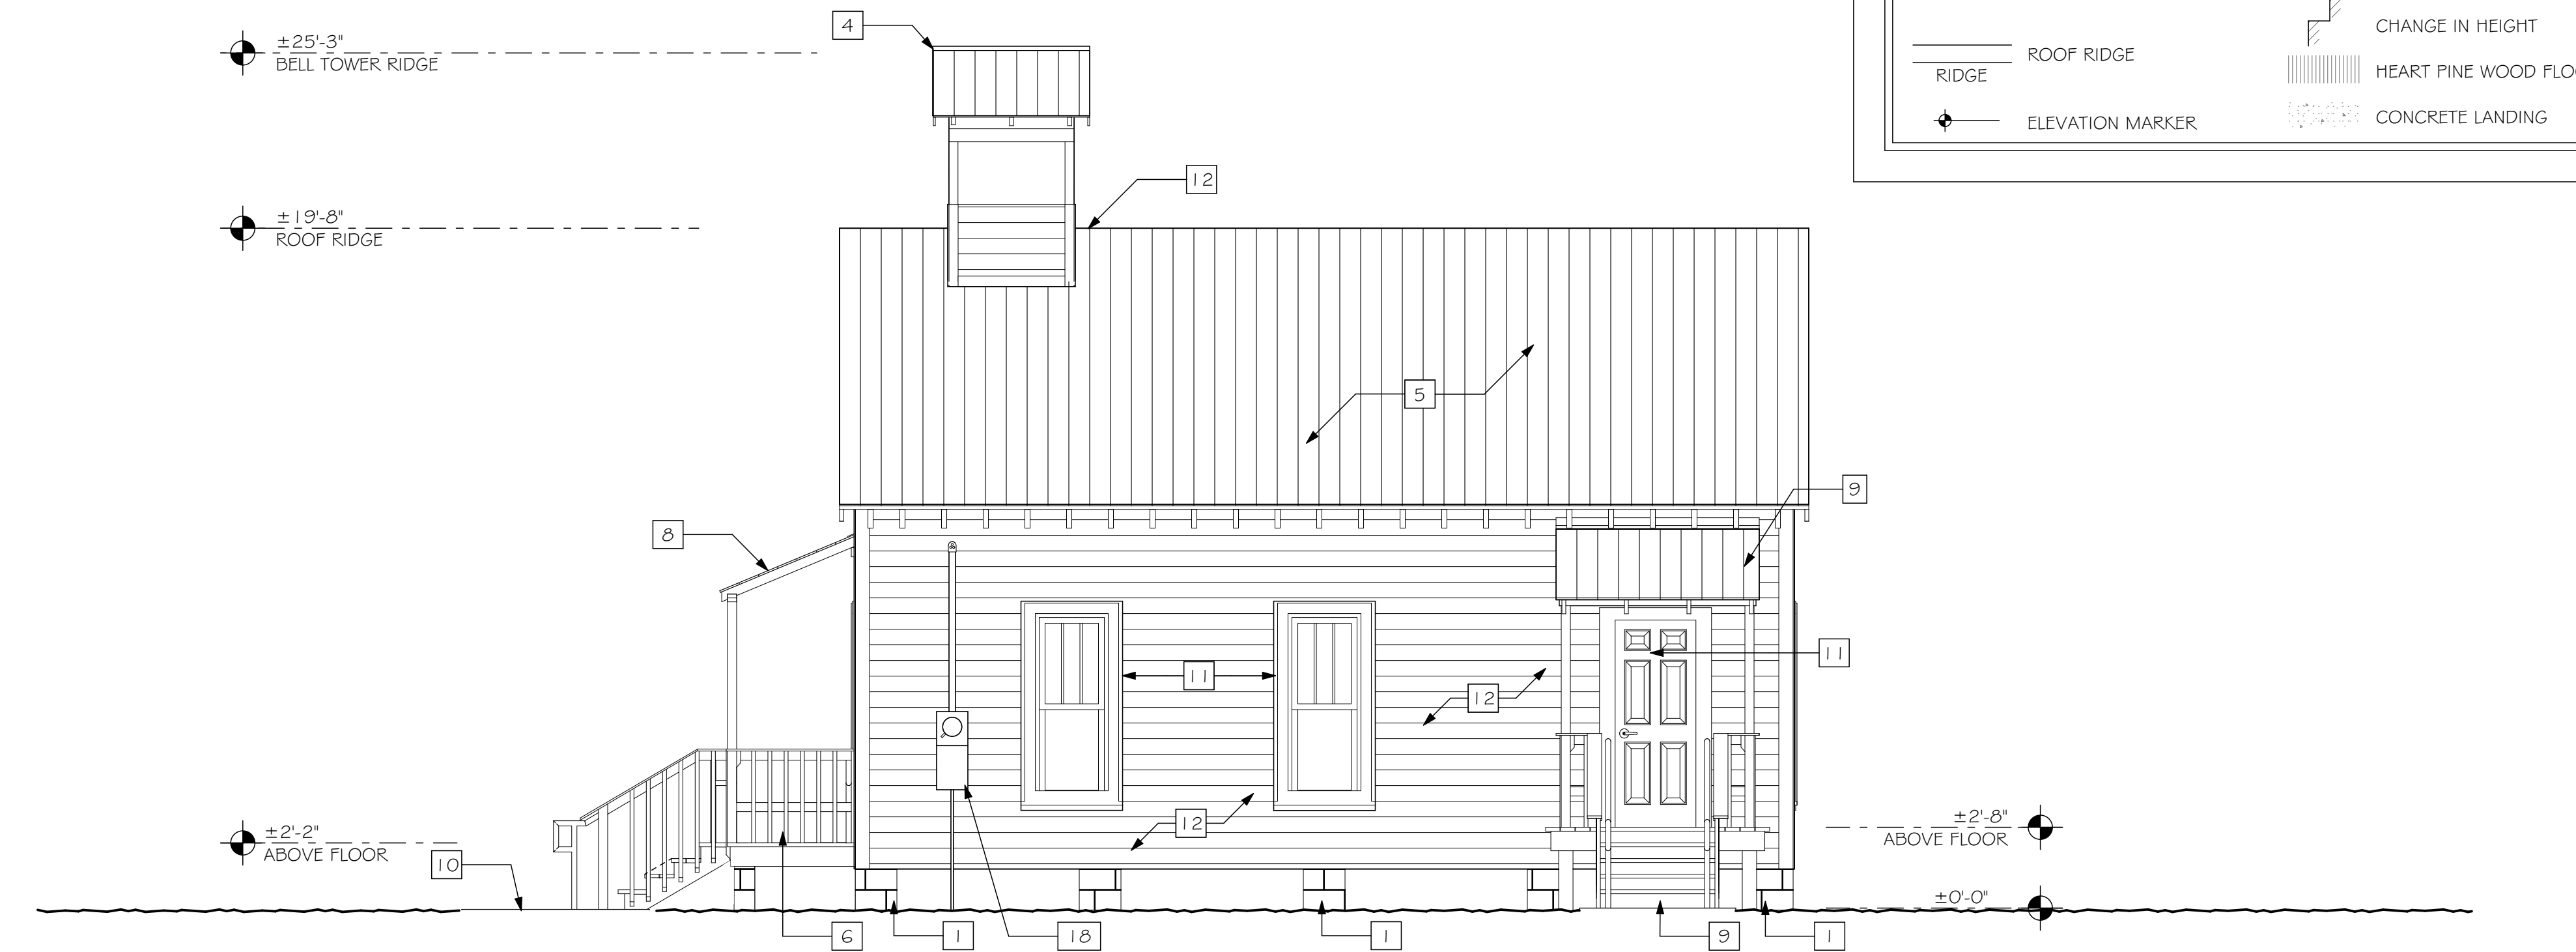 4
±25'-3"
BELL TOWER RIDGE
CHANGE IN HEIGHT
ROOF RIDGE
RIDGE
HEART PINE WOOD
CONCRETE LANDING
ELEVATION MARKER
12
±19'-8"
ROOF RIDGE
5
9
8
11
11
12
12
±2'-2"
ABOVE FLOOR
±2'-8"
ABOVE FLOOR
10
±0'-0"
6
1
18
1
9
1